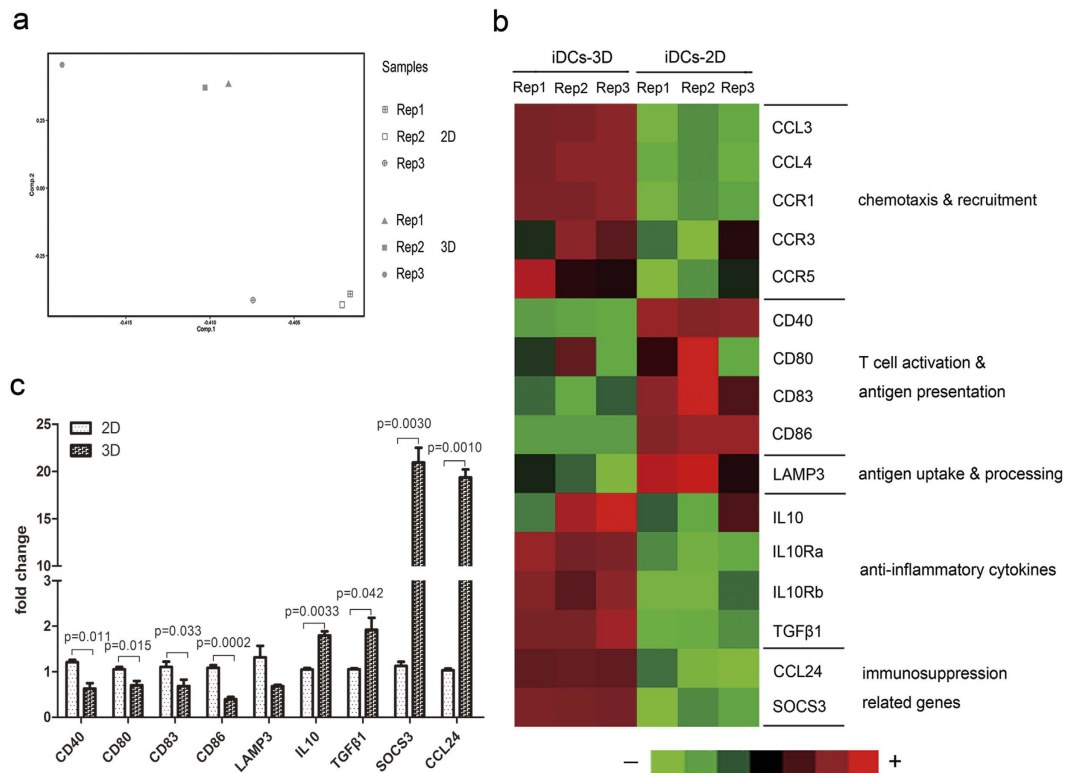 a
Samples
Rep1
Rep2 2D
Rep3
Rep1
Rep2 3D
Rep3
0.25
0.00
-0.25
Comp.2
-0.415
-0.410
-0.405
Comp.1
b
iDCs-3D iDCs-2D
Rep1 Rep2 Rep3 Rep1 Rep2 Rep3
CCL3
CCL4
CCR1
CCR3
CCR5
chemotaxis & recruitment
CD40
CD80
CD83
CD86
T cell activation &
antigen presentation
LAMP3
antigen uptake & processing
IL10
IL10Ra
IL10Rb
TGFβ1
anti-inflammatory cytokines
CCL24
SOCS3
immunosuppression
related genes
– +
c
2D
3D
fold change
25
20
15
10
3
2
1
0
p=0.011
p=0.015
p=0.033
p=0.0002
p=0.0033
p=0.042
p=0.0030
p=0.0010
CD40
CD80
CD83
CD86
LAMP3
IL10
TGFβ1
SOCS3
CCL24